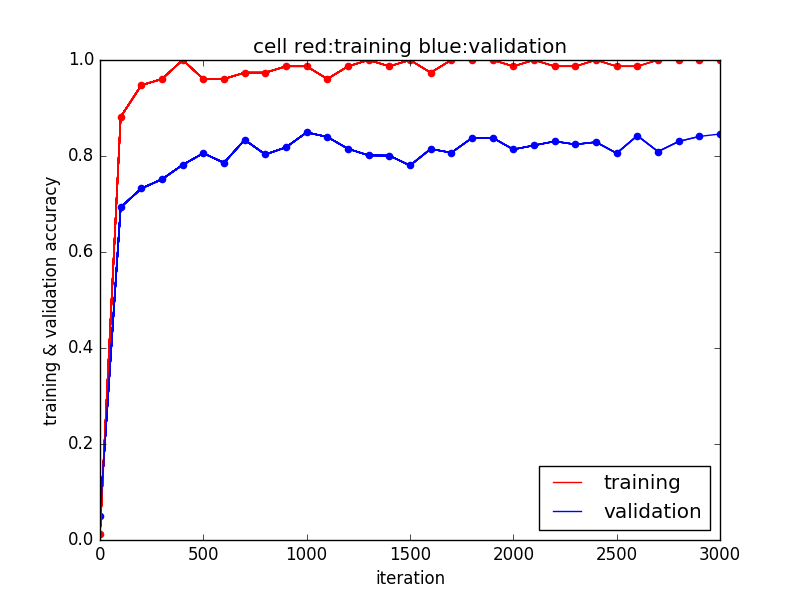 cell red:training blue:validation
1.0
0.8
0.6
0.4
0.2
0.0
training & validation accuracy
0
500
1000
1500
2000
2500
3000
iteration
training
validation